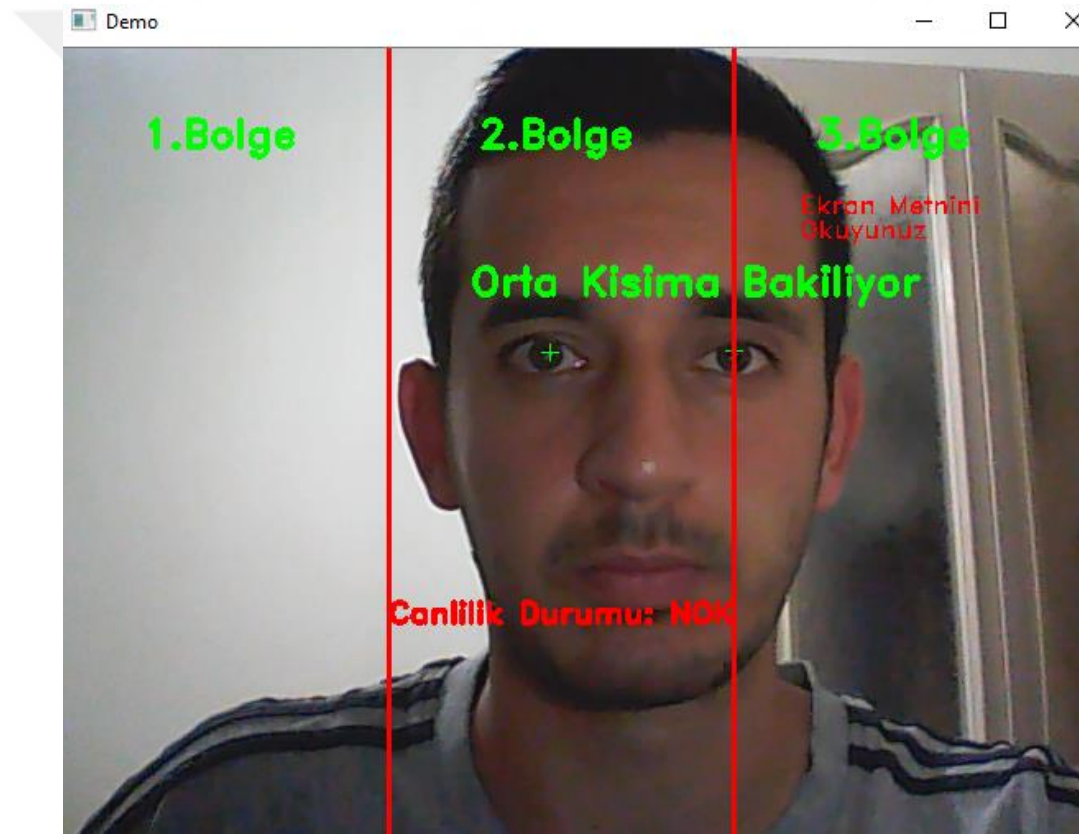 Demo
1.Bolge 2.Bolge 3.Bolge
Ekran Metnini
Okuyunuz
Orta Kisima Bakiliyor
Canlilik Durumu: NOK